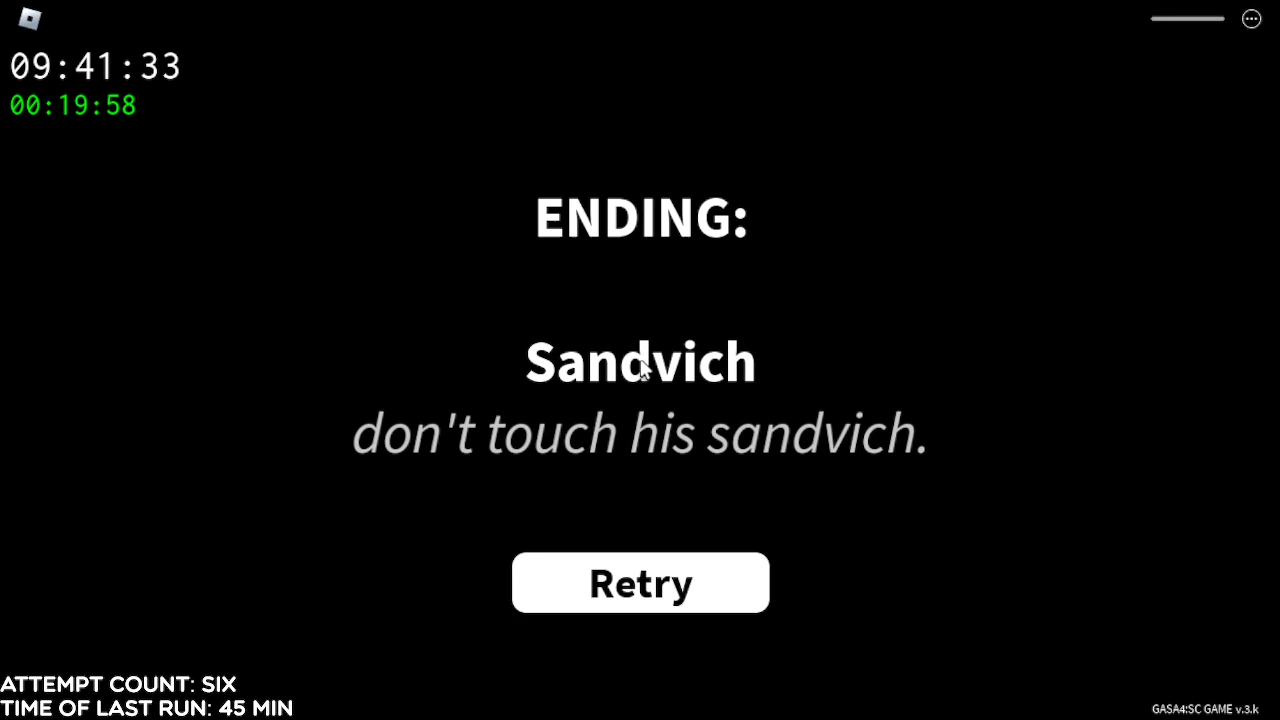 09:41:33
00:19:58
ENDING:
Sandvich
don't touch his sandvich.
Retry
ATTEMPT COUNT: SIX
TIME OF LAST RUN: 45 MIN
GASA4:SC GAME v.3.k